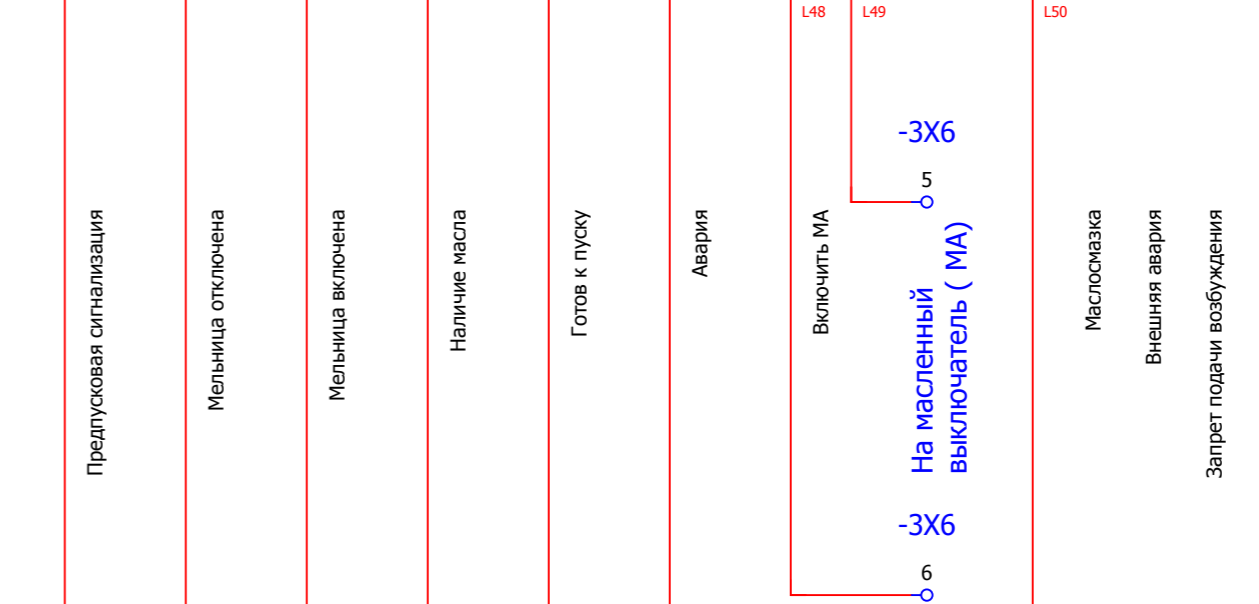 L48
L49
L50
-3X6
5
Предпусковая сигнализация
Мельница отключена
Мельница включена
Наличие масла
Готов к пуску
Авария
Включить МА
На масленный
выключатель ( МА)
Маслосмазка
Внешняя авария
Запрет подачи возбуждения
-3X6
6